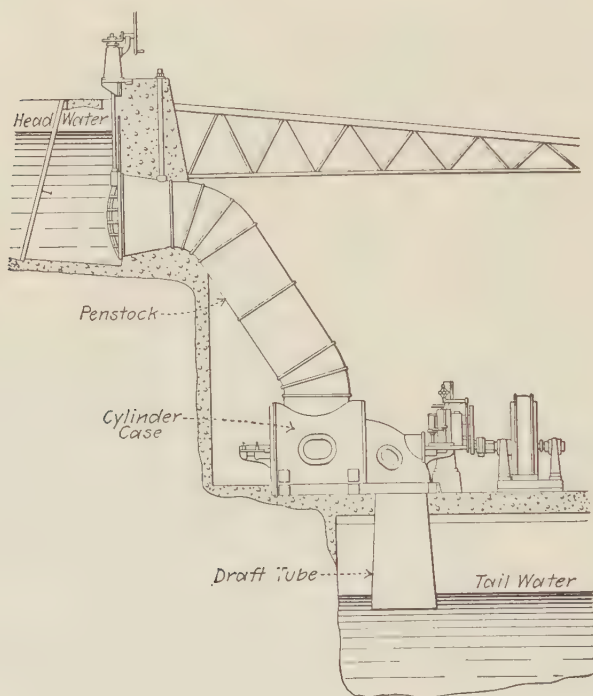 Head Water
Penstock
Cylinder
Case
Draft Tube
Tail Water